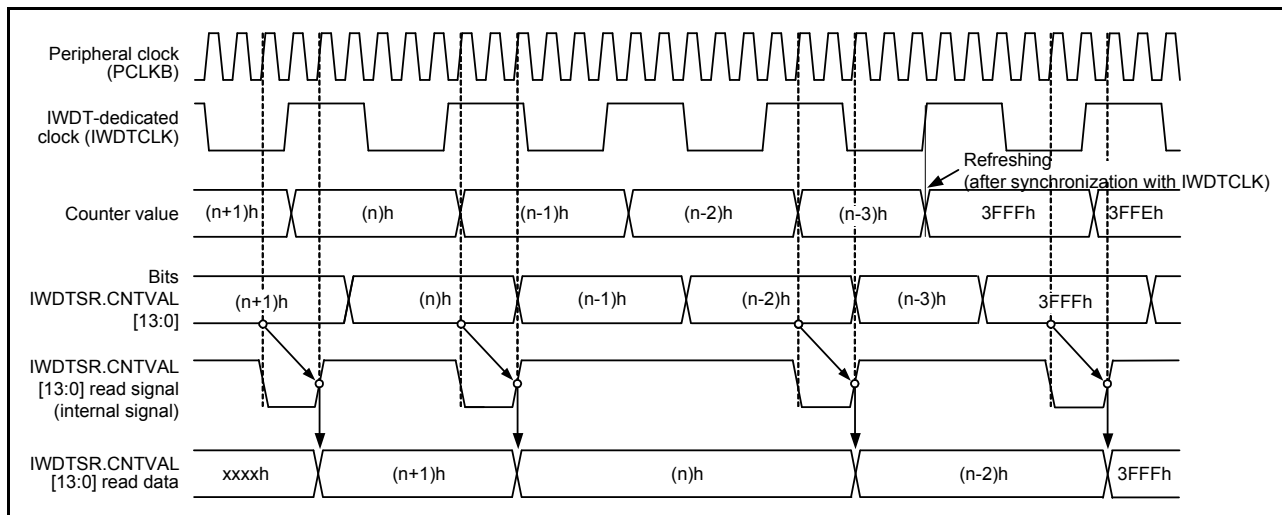 Peripheral clock
(PCLKB)
IWDT-dedicated
clock (IWDTCLK)
Refreshing
(after synchronization with IWDTCLK)
Counter value
(n+1)h
(n)h
(n-1)h
(n-2)h
(n-3)h
3FFFh
3FFEh
Bits
IWDTSR.CNTVAL
[13:0]
(n+1)h
(n)h
(n-1)h
(n-2)h
(n-3)h
3FFFh
IWDTSR.CNTVAL
[13:0] read signal
(internal signal)
IWDTSR.CNTVAL
[13:0] read data
xxxxh
(n+1)h
(n)h
(n-2)h
3FFFh